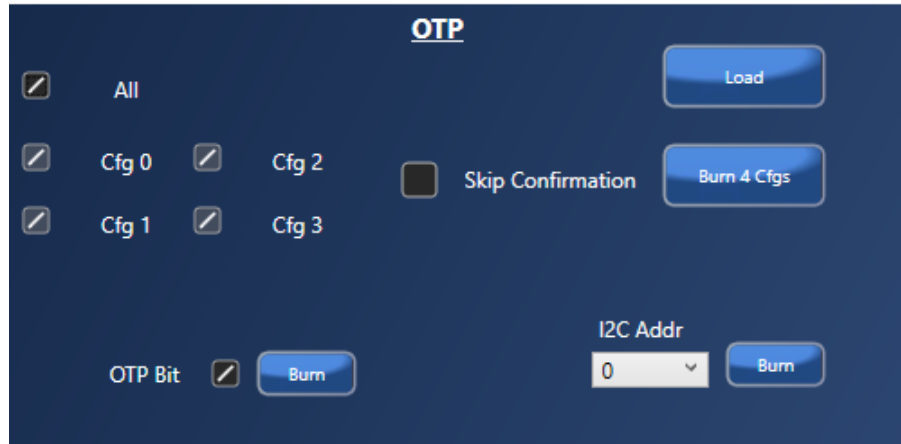 OTP
Load
All
Cfg 0 Cfg 2
Skip Confirmation Burn 4 Cfgs
Cfg 1 Cfg 3
I2C Addr
OTP Bit Burn 0 Burn